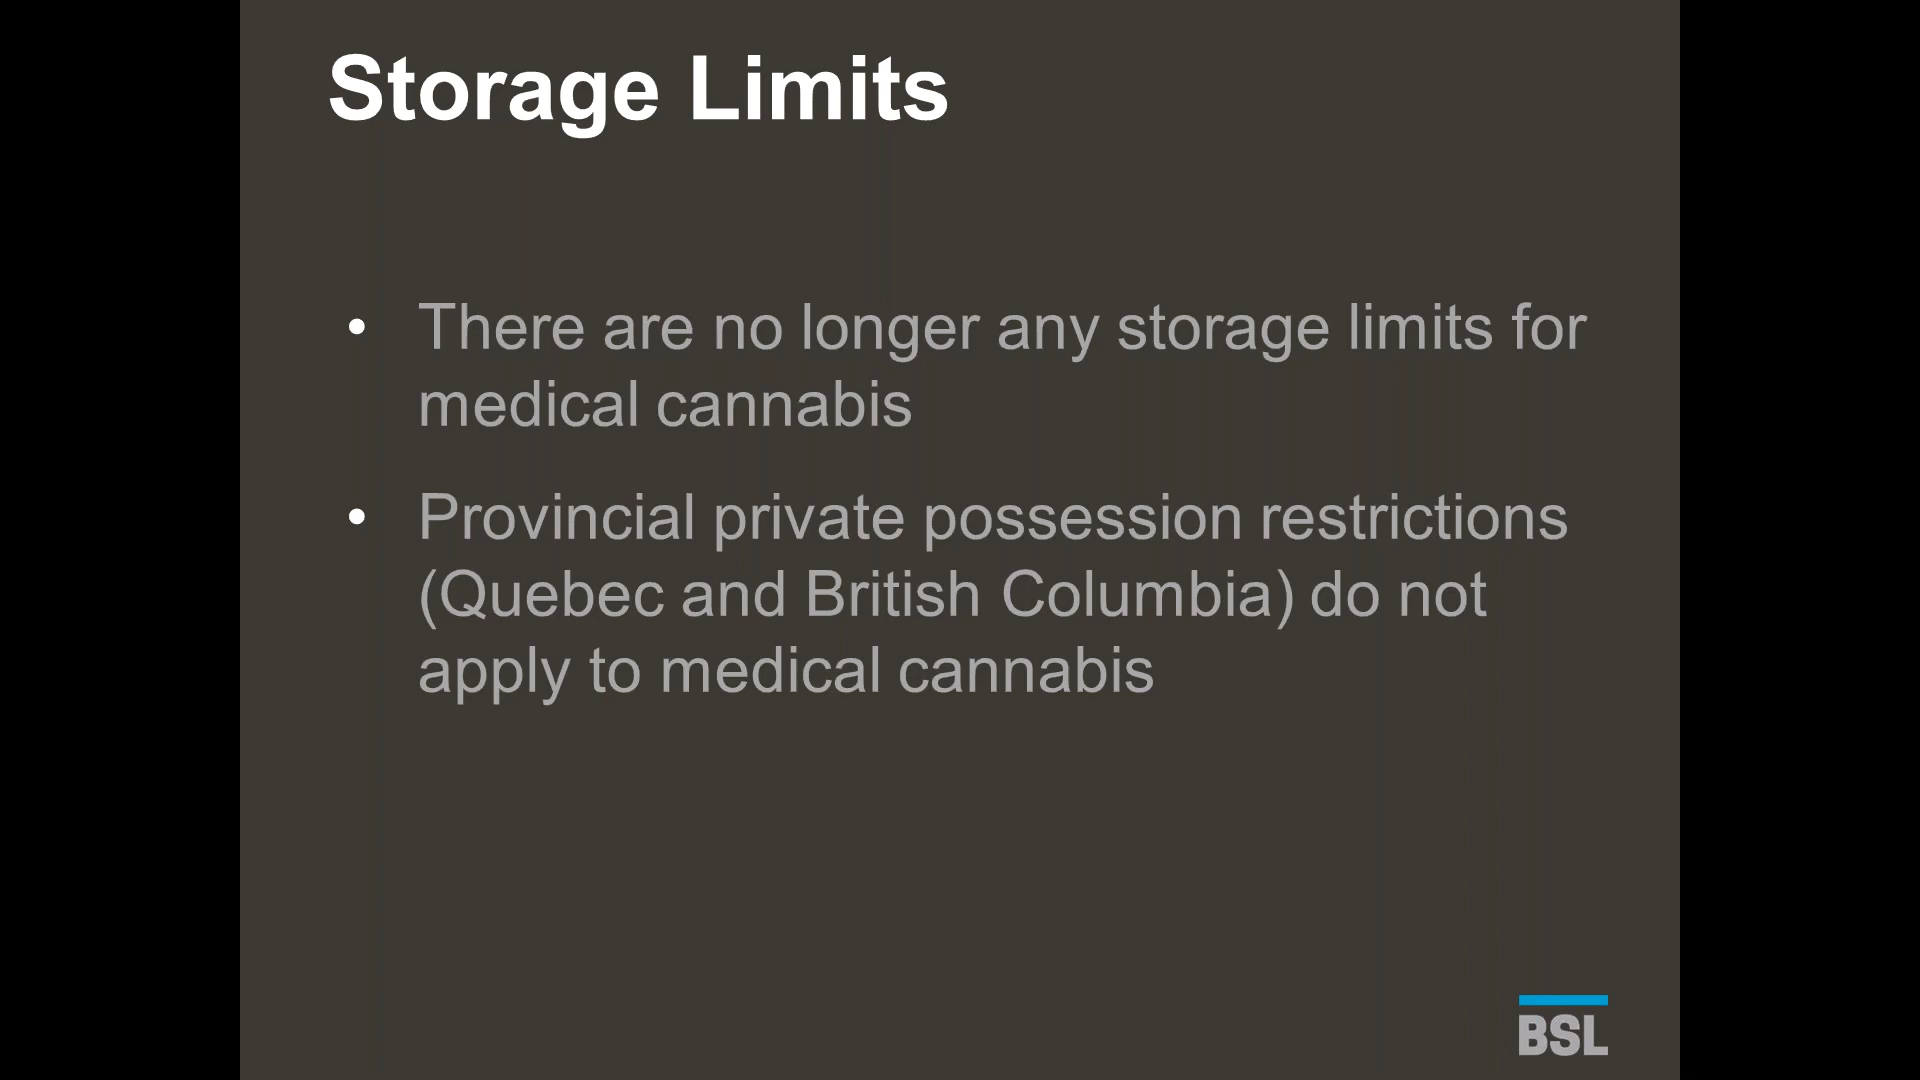 Storage Limits
• There are no longer any storage limits for
medical cannabis
• Provincial private possession restrictions
(Quebec and British Columbia) do not
apply to medical cannabis
BSL